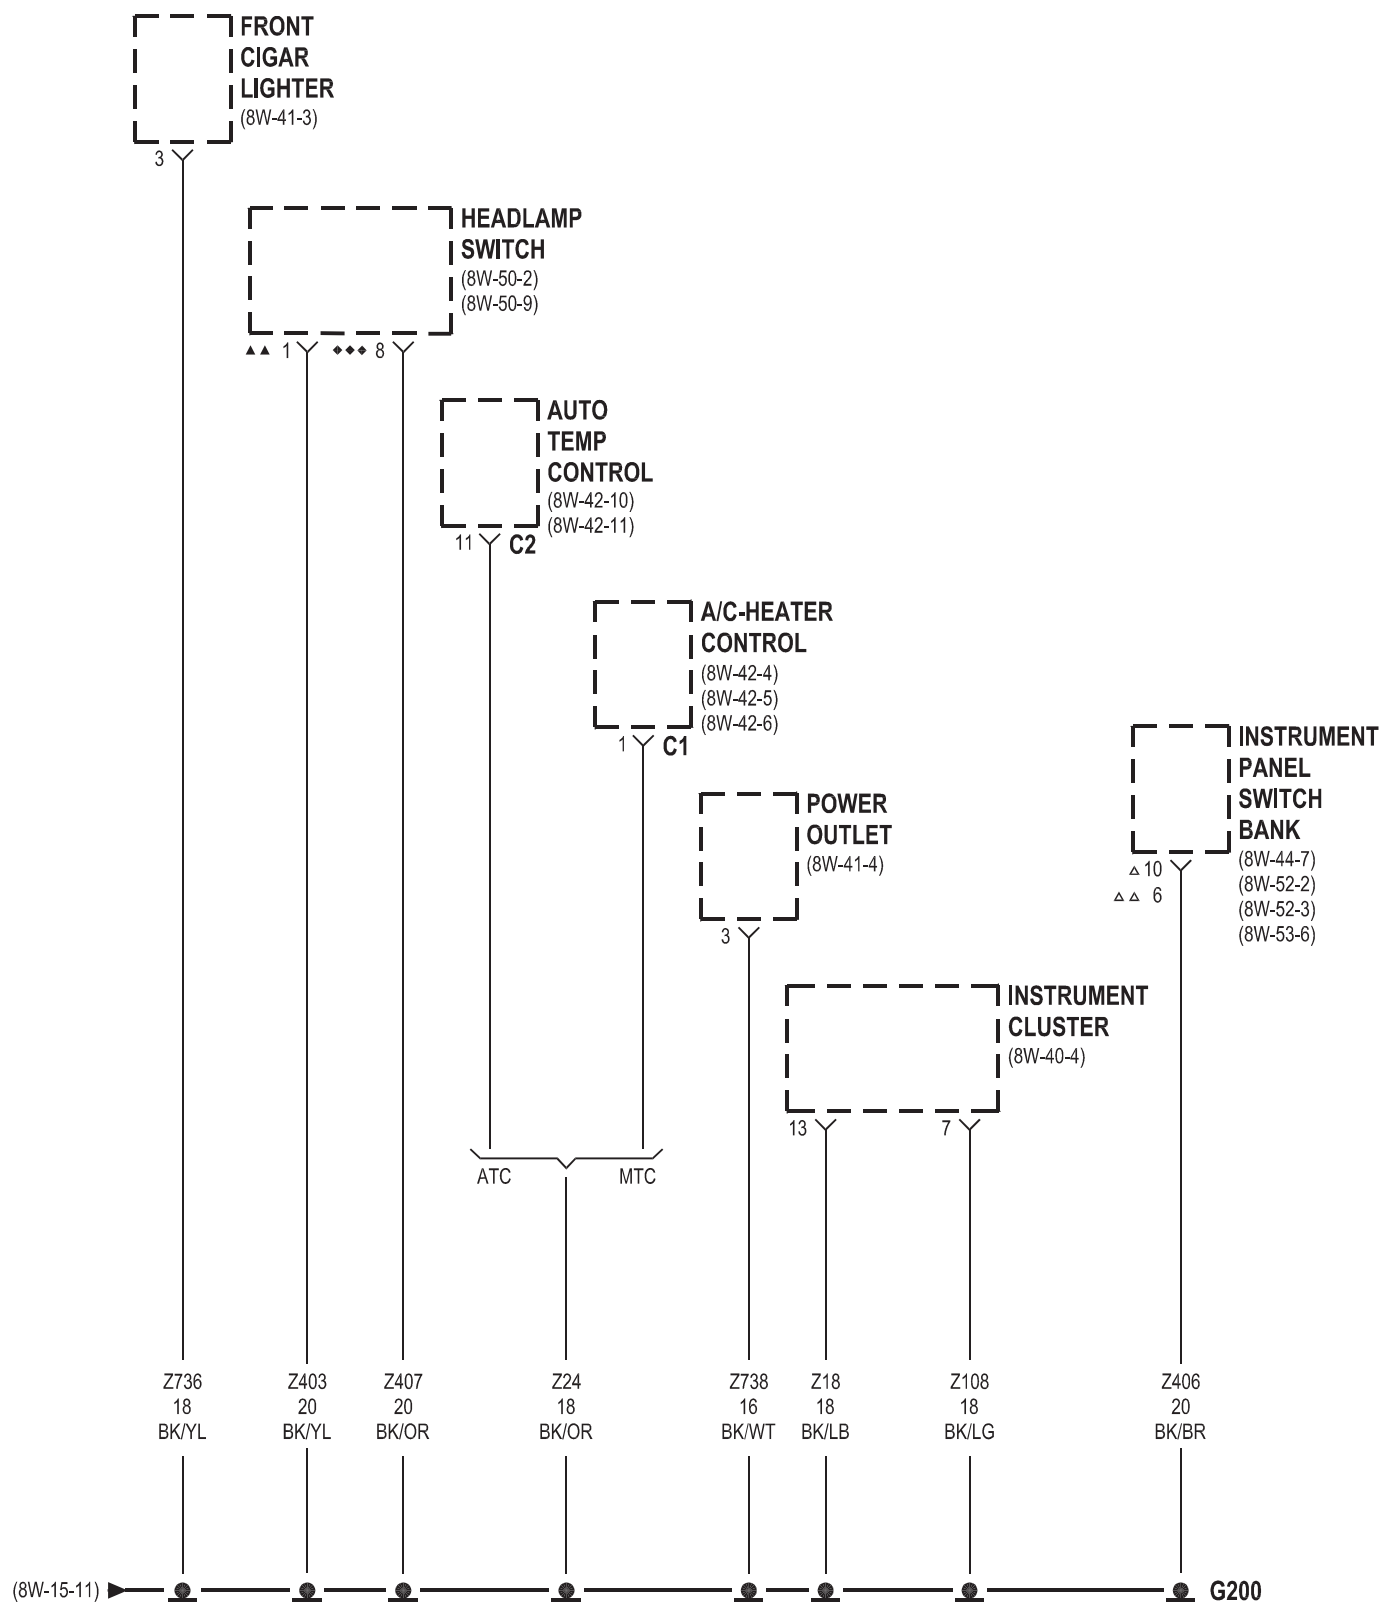 FRONT
CIGAR
LIGHTER
(8W-41-3)
3
HEADLAMP
SWITCH
(8W-50-2)
(8W-50-9)
▲▲ 1
◆◆◆ 8
AUTO
TEMP
CONTROL
(8W-42-10)
(8W-42-11)
11 C2
A/C-HEATER
CONTROL
(8W-42-4)
(8W-42-5)
(8W-42-6)
1 C1
INSTRUMENT
PANEL
SWITCH
BANK
(8W-44-7)
(8W-52-2)
(8W-52-3)
(8W-53-6)
△ 10
△△ 6
POWER
OUTLET
(8W-41-4)
3
INSTRUMENT
CLUSTER
(8W-40-4)
13
7
ATC
MTC
Z736
18
BK/YL
Z403
20
BK/YL
Z407
20
BK/OR
Z24
18
BK/OR
Z738
16
BK/WT
Z18
18
BK/LB
Z108
18
BK/LG
Z406
20
BK/BR
(8W-15-11)
G200